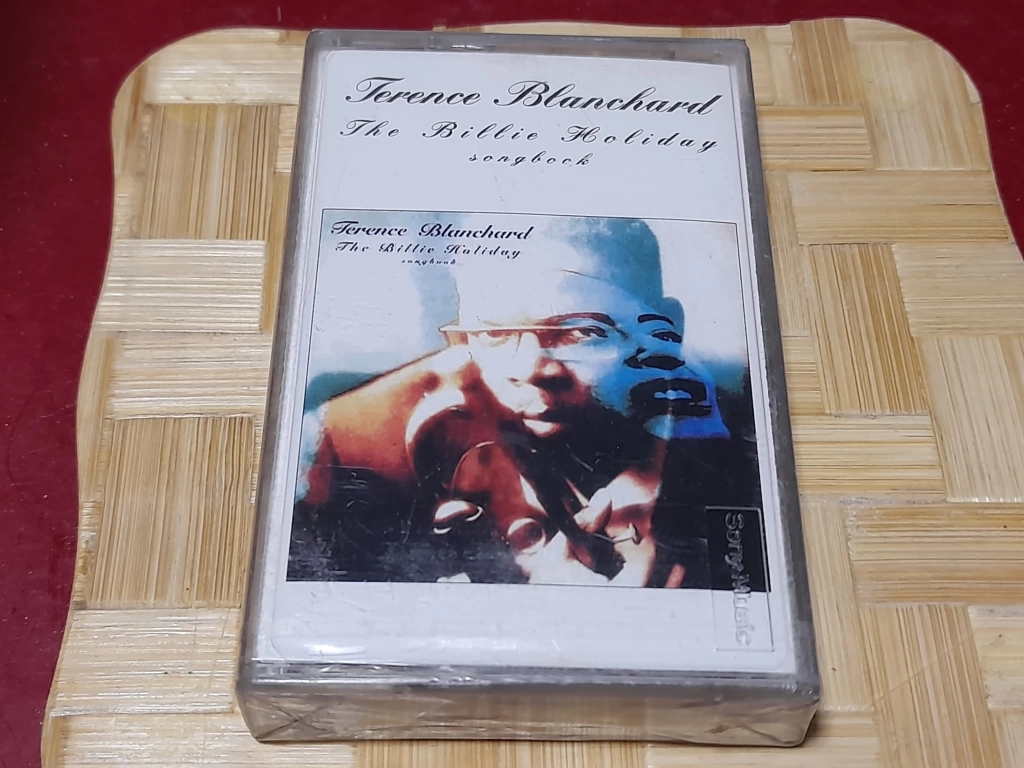 Terence Blanchard
The Billie Holiday
songbook
Terence Blanchard
The Billie Holiday
songbook
Sony Music